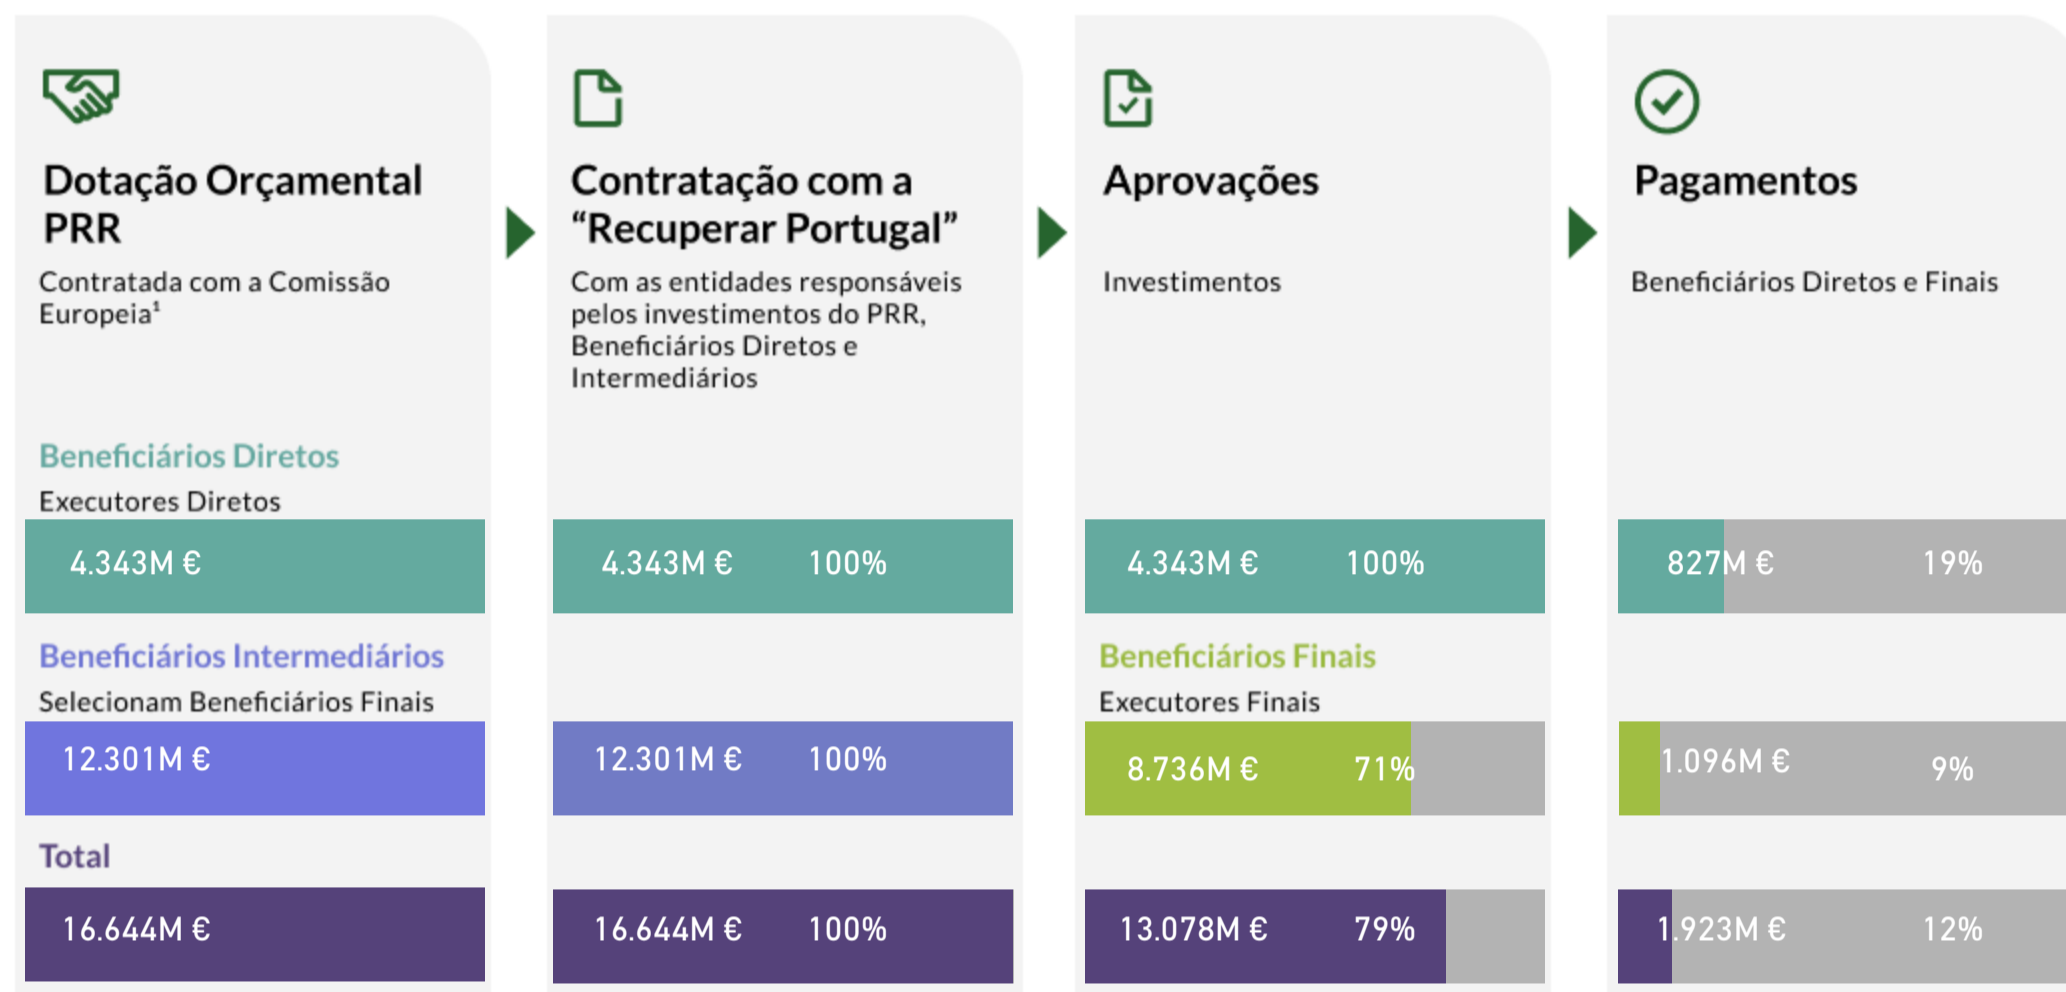 Dotação Orçamental
PRR
Contratada com a Comissão
Europeia¹
Contratação com a
“Recuperar Portugal”
Com as entidades responsáveis
pelos investimentos do PRR,
Beneficiários Diretos e
Intermediários
Aprovações
Investimentos
Pagamentos
Beneficiários Diretos e Finais
Beneficiários Diretos
Executores Diretos
4.343M €
4.343M € 100%
4.343M € 100%
827M € 19%
Beneficiários Intermediários
Selecionam Beneficiários Finais
Beneficiários Finais
Executores Finais
12.301M €
12.301M € 100%
8.736M € 71%
1.096M € 9%
Total
16.644M €
16.644M € 100%
13.078M € 79%
1.923M € 12%